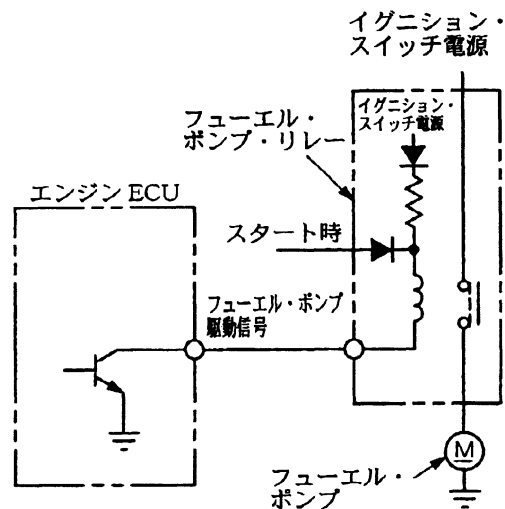 イグニション・
スイッチ電源
イグニション・
スイッチ電源
フューエル・
ポンプ・リレー
エンジン ECU
スタート時
フューエル・ポンプ
駆動信号
M
フューエル・
ポンプ